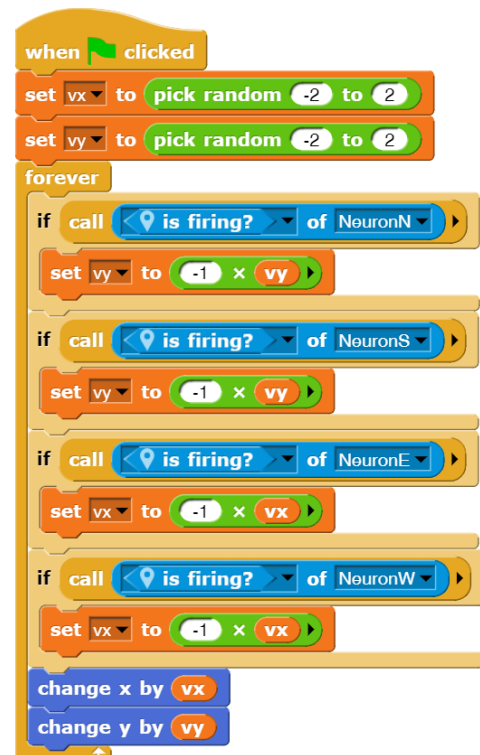 when clicked
set vx to pick random -2 to 2
set vy to pick random -2 to 2
forever
if call is firing? of NeuronN
set vy to -1 × vy
if call is firing? of NeuronS
set vy to -1 × vy
if call is firing? of NeuronE
set vx to -1 × vx
if call is firing? of NeuronW
set vx to -1 × vx
change x by vx
change y by vy